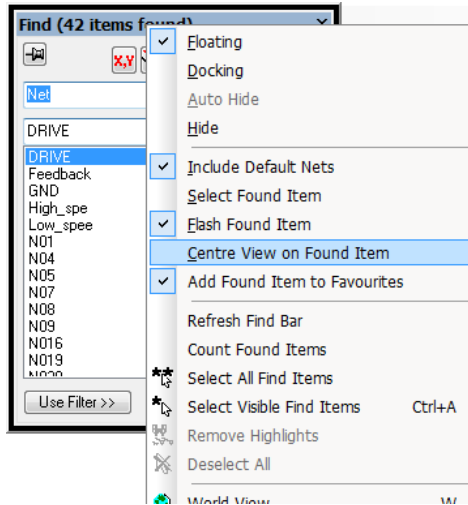 Find (42 items found)
X,Y
Net
DRIVE
DRIVE
Feedback
GND
High_spe
Low_spee
N01
N04
N05
N07
N08
N09
N016
N019
N020
Use Filter >>
Floating
Docking
Auto Hide
Hide
Include Default Nets
Select Found Item
Flash Found Item
Centre View on Found Item
Add Found Item to Favourites
Refresh Find Bar
Count Found Items
Select All Find Items
Select Visible Find Items Ctrl+A
Remove Highlights
Deselect All
World View W